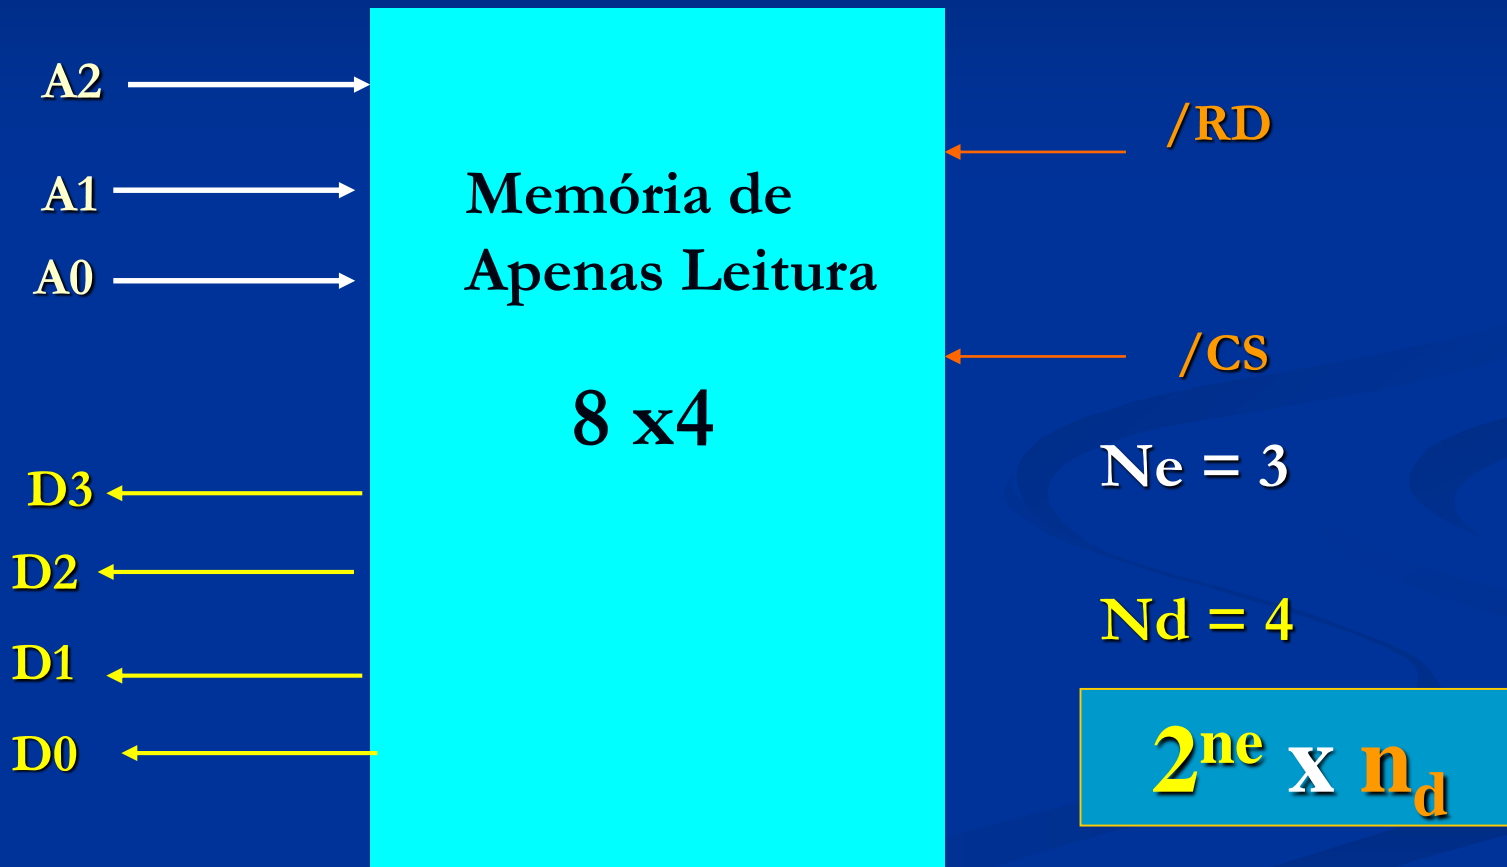 A2
A1
A0
D3
D2
D1
D0
Memória de
Apenas Leitura
8 x4
/RD
/CS
Ne = 3
Nd = 4
2ne x nd